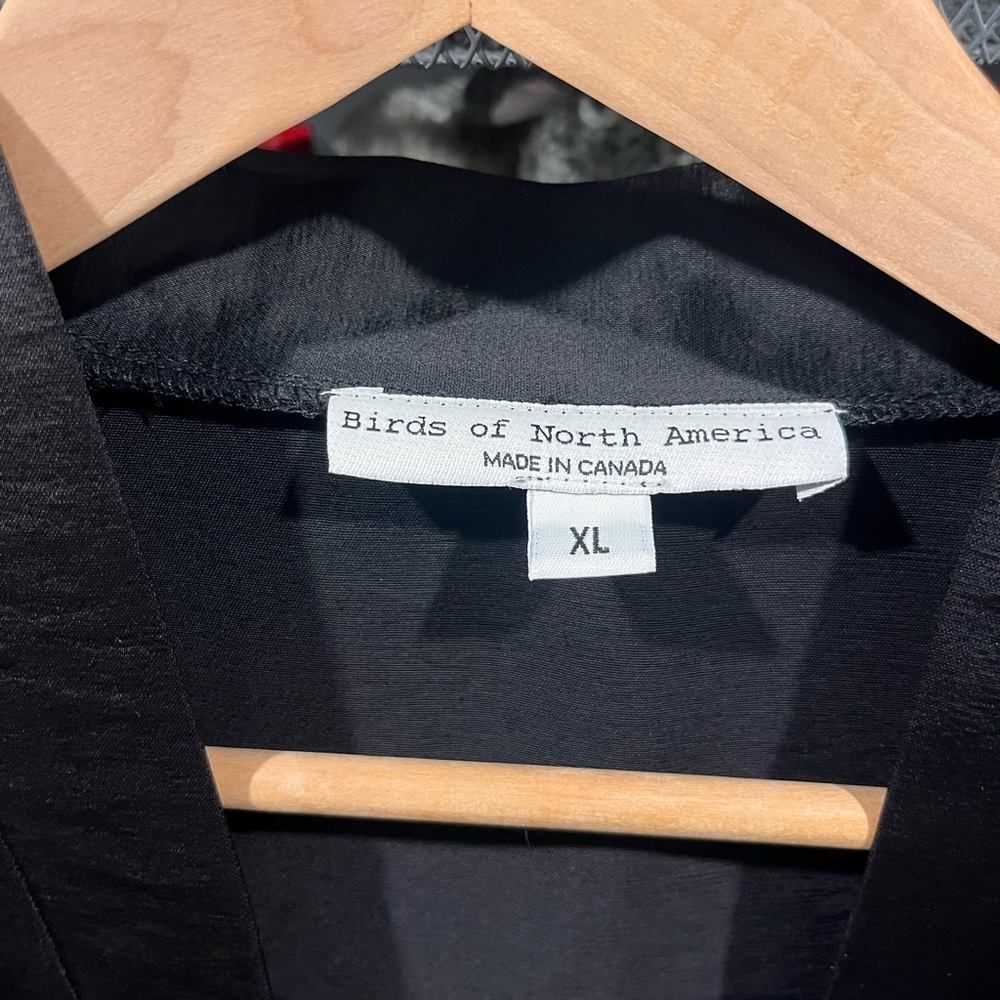 Birds of North America
MADE IN CANADA
XL